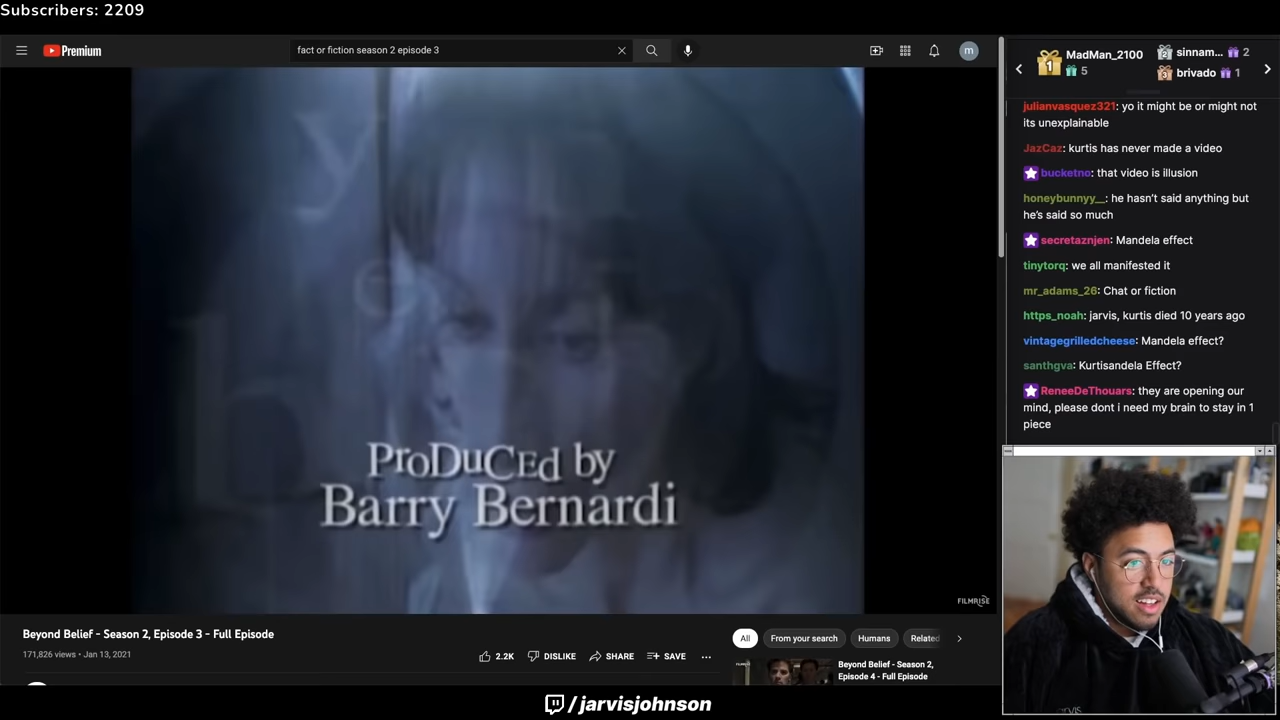 Subscribers: 2209
Premium
fact or fiction season 2 episode 3
m
ProDuCEd by
Barry Bernardi
FILMRISE
Beyond Belief - Season 2, Episode 3 - Full Episode
171,826 views • Jan 13, 2021
2.2K
DISLIKE
SHARE
SAVE
All
From your search
Humans
Related
Beyond Belief - Season 2,
Episode 4 - Full Episode
1
MadMan_2100
5
2
sinnam...
2
3
brivado
1
julianvasquez321: yo it might be or might not
its unexplainable
JazCaz: kurtis has never made a video
bucketno: that video is illusion
honeybunnyy__: he hasn't said anything but
he's said so much
secretaznjen: Mandela effect
tinytorq: we all manifested it
mr_adams_26: Chat or fiction
https_noah: jarvis, kurtis died 10 years ago
vintagegrilledcheese: Mandela effect?
santhgva: Kurtisandela Effect?
ReneeDeThouars: they are opening our
mind, please dont i need my brain to stay in 1
piece
/jarvisjohnson